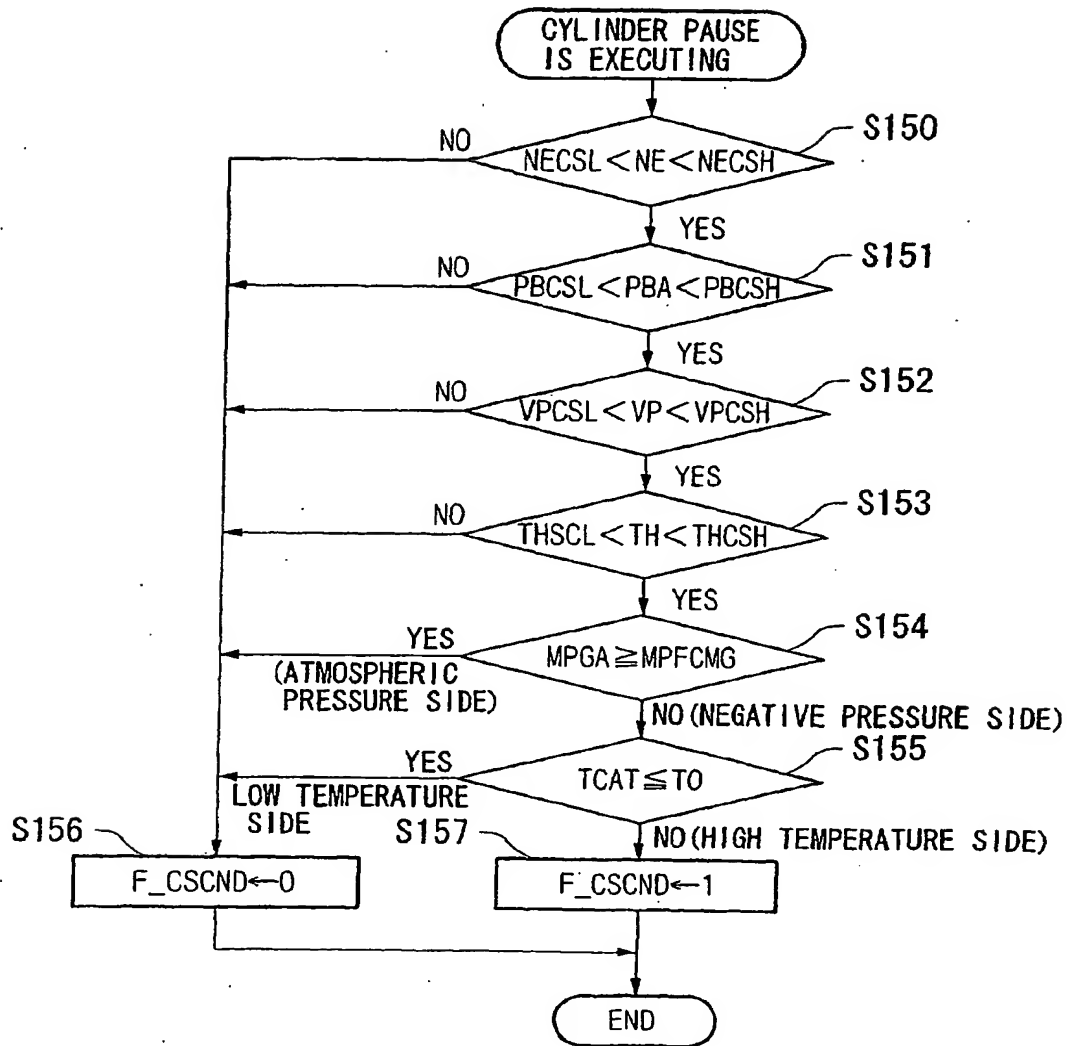 CYLINDER PAUSE
IS EXECUTING
S150
NO
NECSL<NE<NECSH
YES
S151
NO
PBCSL<PBA<PBCSH
YES
S152
NO
VPCSL<VP<VPCSH
YES
S153
NO
THSCL<TH<THCSH
YES
S154
YES
MPGA≧MPFCMG
(ATMOSPHERIC
PRESSURE SIDE)
NO(NEGATIVE PRESSURE SIDE)
S155
YES
TCAT≦TO
LOW TEMPERATURE
SIDE
NO(HIGH TEMPERATURE SIDE)
S156
S157
F_CSCND←0
F_CSCND←1
END